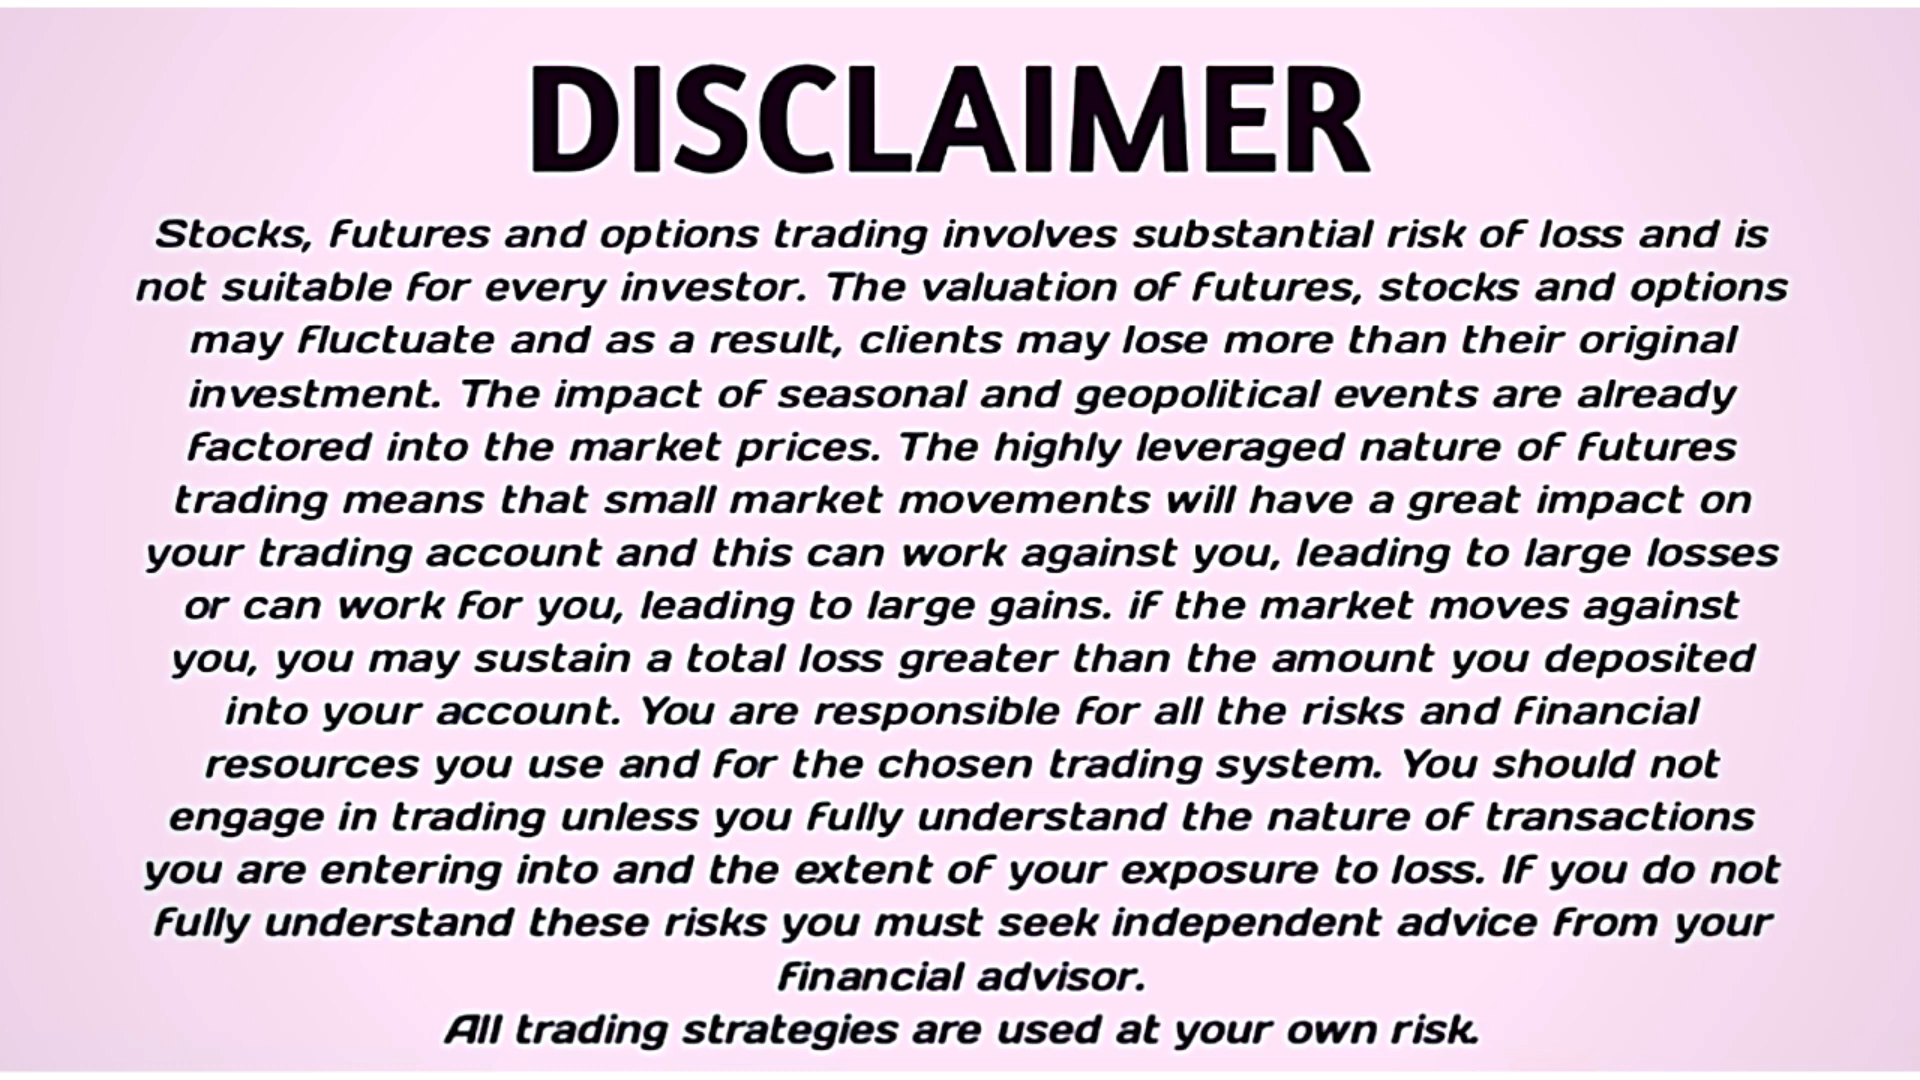 DISCLAIMER
Stocks, futures and options trading involves substantial risk of loss and is
not suitable for every investor. The valuation of futures, stocks and options
may fluctuate and as a result, clients may lose more than their original
investment. The impact of seasonal and geopolitical events are already
factored into the market prices. The highly leveraged nature of futures
trading means that small market movements will have a great impact on
your trading account and this can work against you, leading to large losses
or can work for you, leading to large gains. if the market moves against
you, you may sustain a total loss greater than the amount you deposited
into your account. You are responsible for all the risks and financial
resources you use and for the chosen trading system. You should not
engage in trading unless you fully understand the nature of transactions
you are entering into and the extent of your exposure to loss. If you do not
fully understand these risks you must seek independent advice from your
financial advisor.
All trading strategies are used at your own risk.